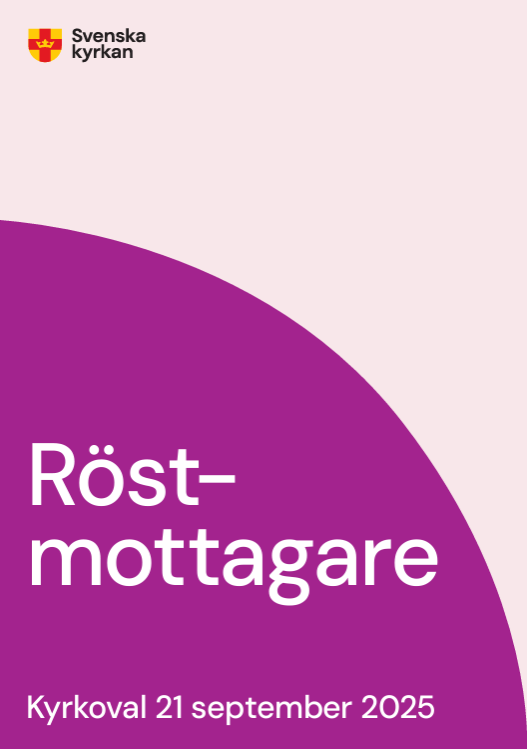 Svenska
kyrkan
Röst–
mottagare
Kyrkoval 21 september 2025